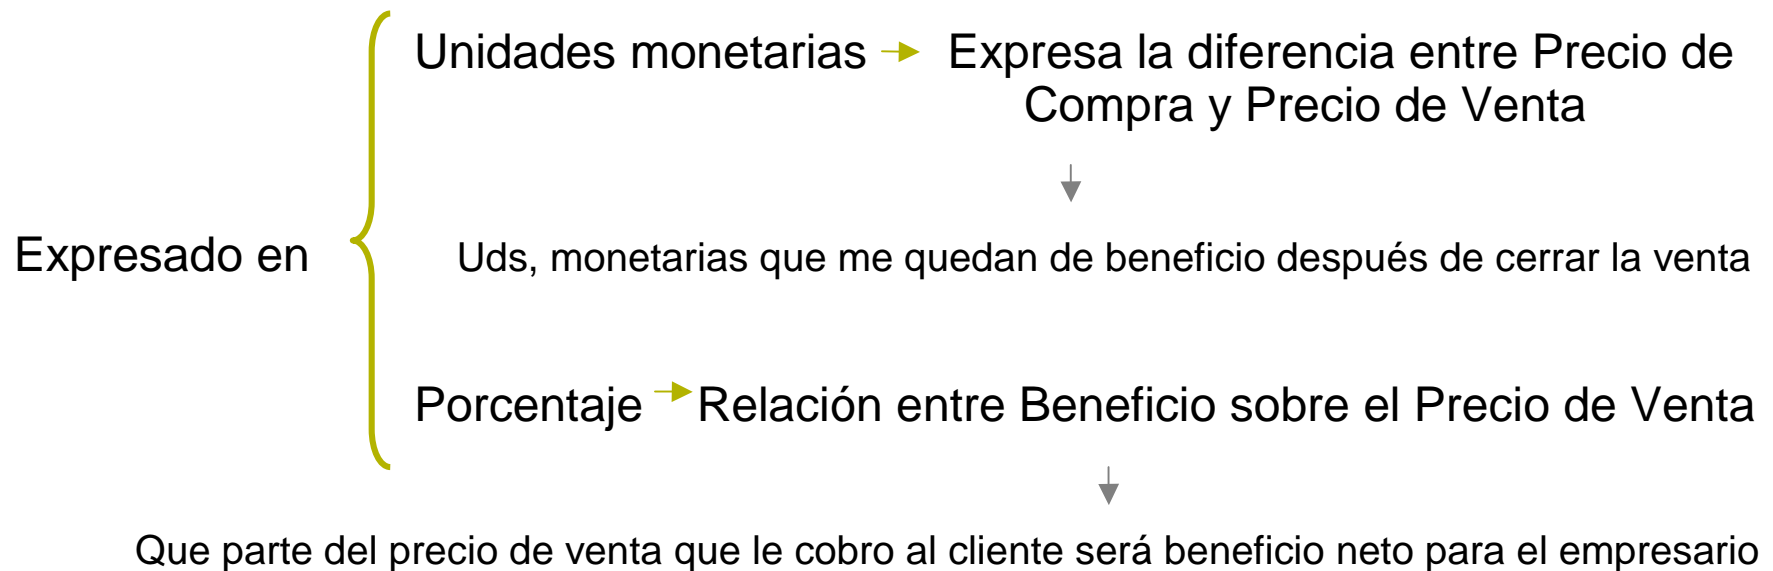 Unidades monetarias
Expresa la diferencia entre Precio de
Compra y Precio de Venta
Expresado en
Uds, monetarias que me quedan de beneficio después de cerrar la venta
Porcentaje
Relación entre Beneficio sobre el Precio de Venta
Que parte del precio de venta que le cobro al cliente será beneficio neto para el empresario